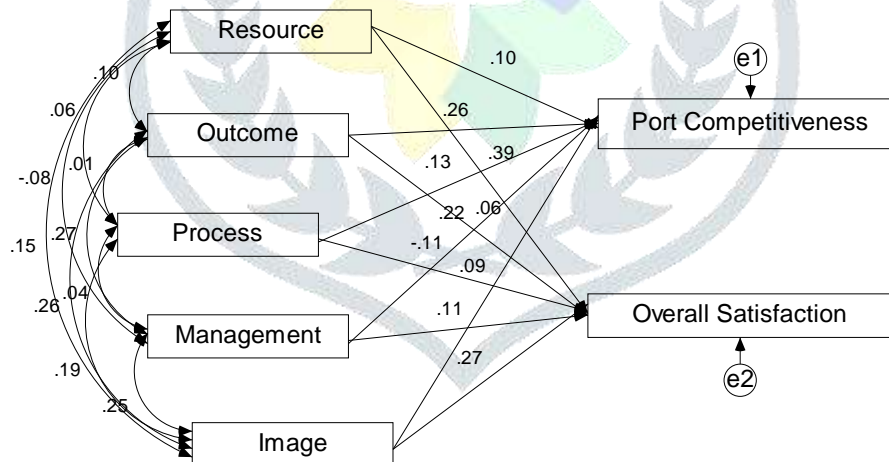 Resource
.10
e1
.10
.06
.26
Port Competitiveness
Outcome
.13
.39
.01
-.08
.22
.06
Process
.27
.15
-.11
.09
.26
.04
.11
Overall Satisfaction
Management
.27
.19
e2
.25
Image